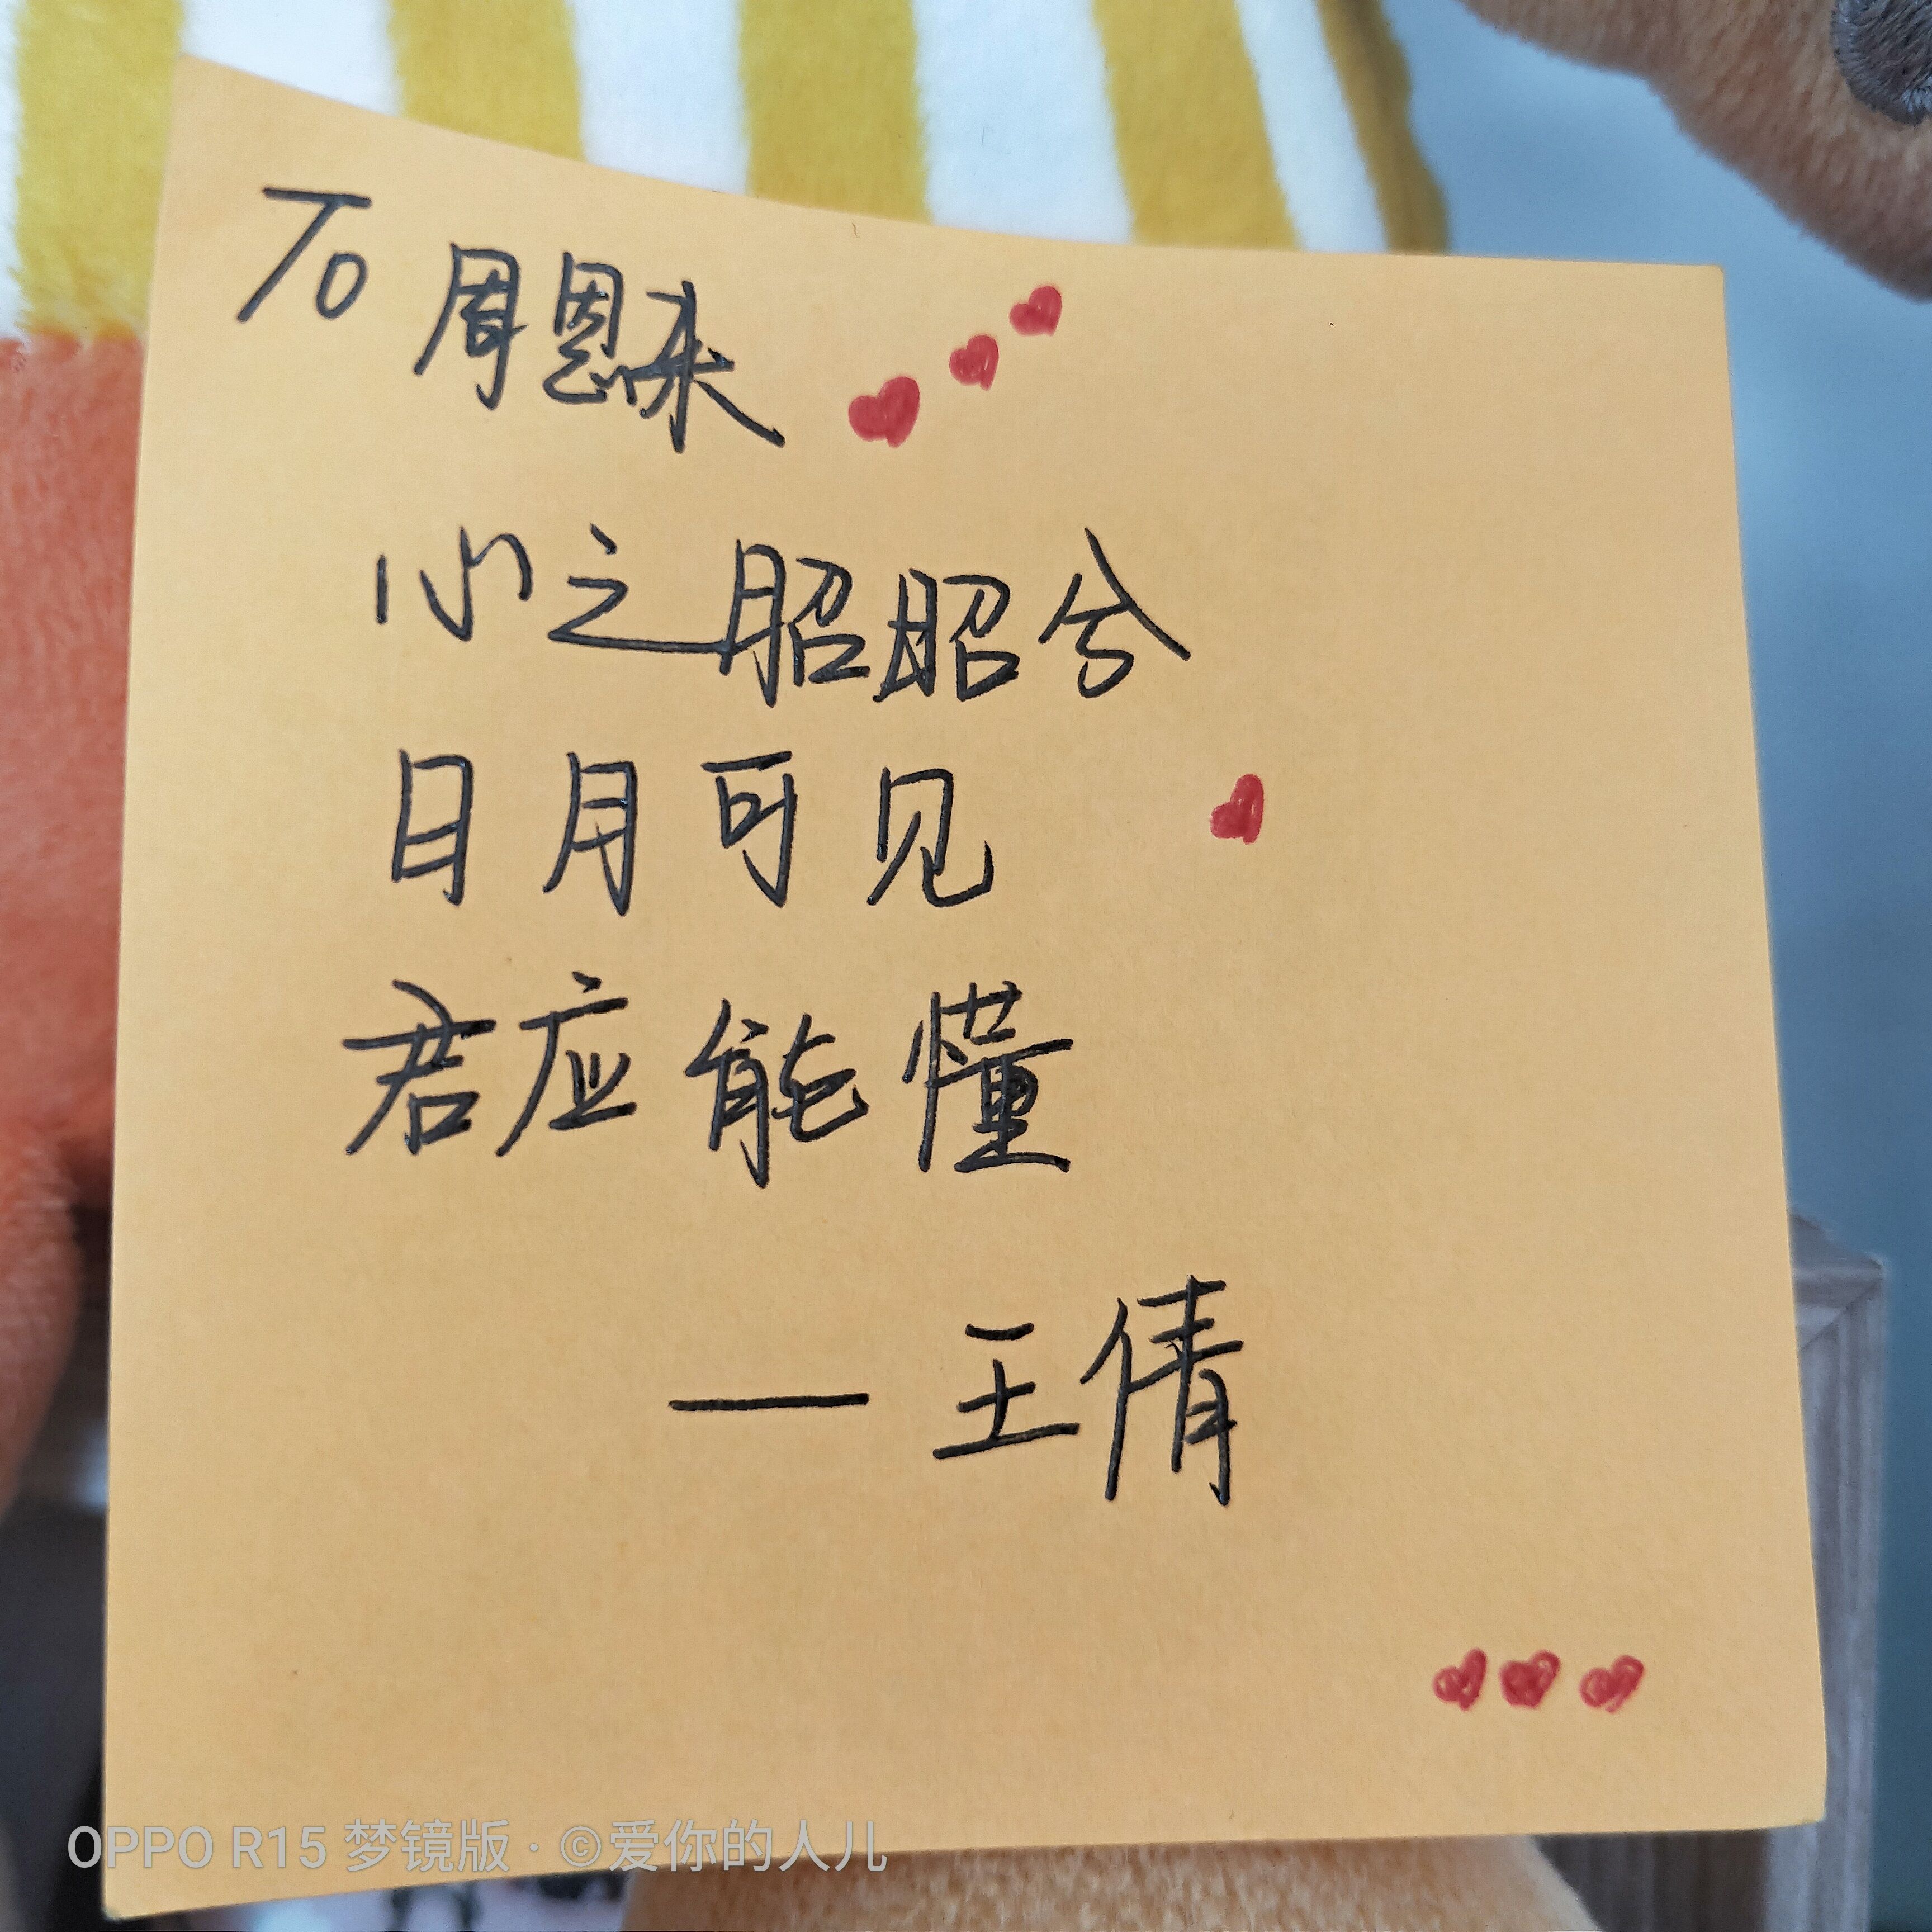 To 周恩来
心之昭昭兮
日月可见
君应能懂
— 王倩
OPPO R15 梦镜版 · ©爱你的人儿